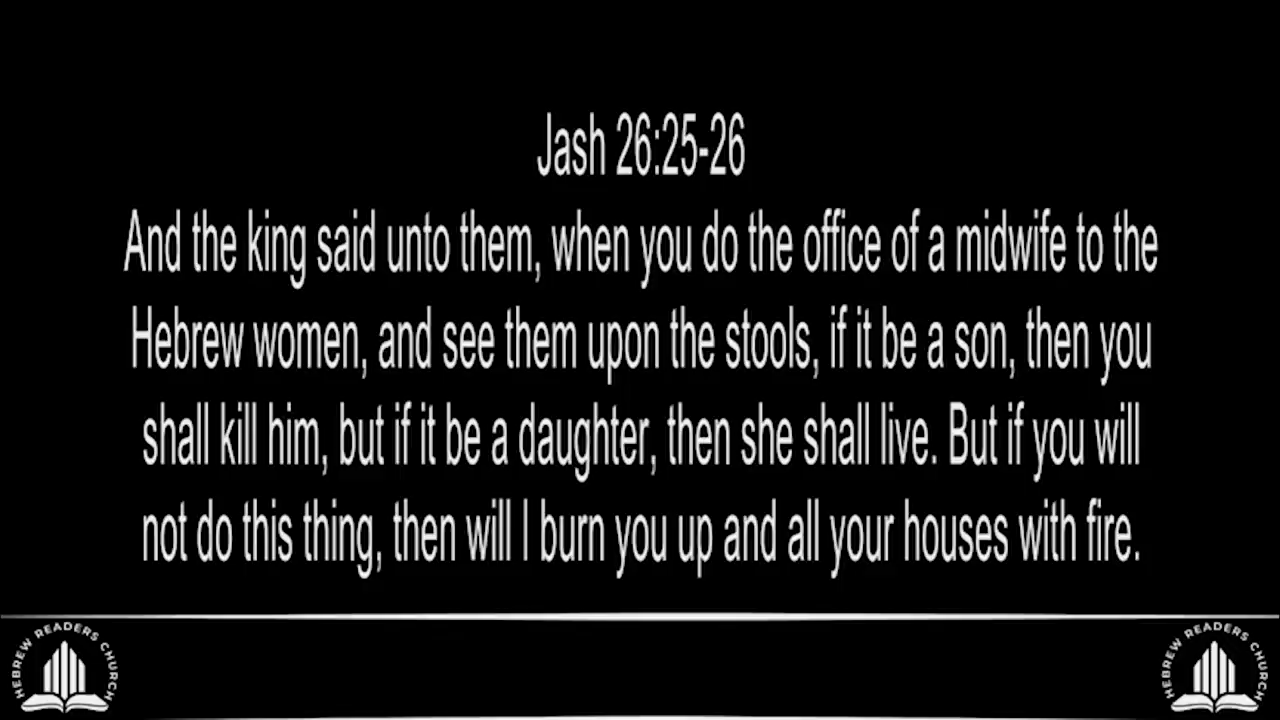 Jash 26:25-26
And the king said unto them, when you do the office of a midwife to the
Hebrew women, and see them upon the stools, if it be a son, then you
shall kill him, but if it be a daughter, then she shall live. But if you will
not do this thing, then will I burn you up and all your houses with fire.
HEBREW READERS CHURCH
HEBREW READERS CHURCH